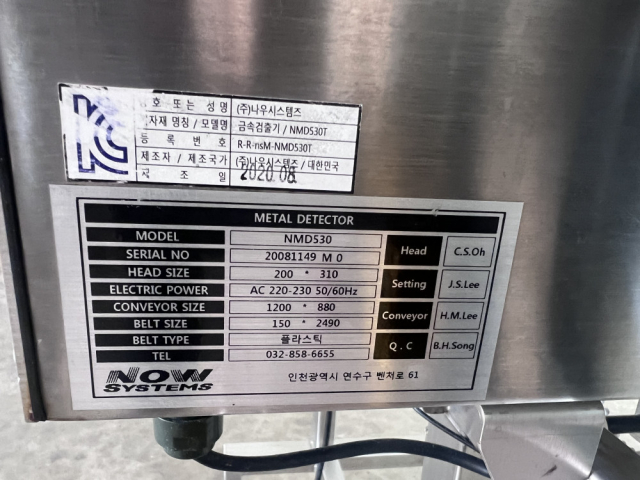 KC
호 또는 성명 (주)나우시스템즈
자재 명칭 / 모델명 금속검출기 / NMD530T
등 록 번 호 R-R-nsM-NMD530T
제조자 / 제조국가 (주)나우시스템즈 / 대한민국
제 조 일 2020.08.
METAL DETECTOR
MODEL NMD530 Head C.S.Oh
SERIAL NO 20081149 M 0
HEAD SIZE 200 * 310 Setting J.S.Lee
ELECTRIC POWER AC 220-230 50/60Hz
CONVEYOR SIZE 1200 * 880 Conveyor H.M.Lee
BELT SIZE 150 * 2490
BELT TYPE 플라스틱 Q.C B.H.Song
TEL 032-858-6655
NOW SYSTEMS 인천광역시 연수구 벤처로 61